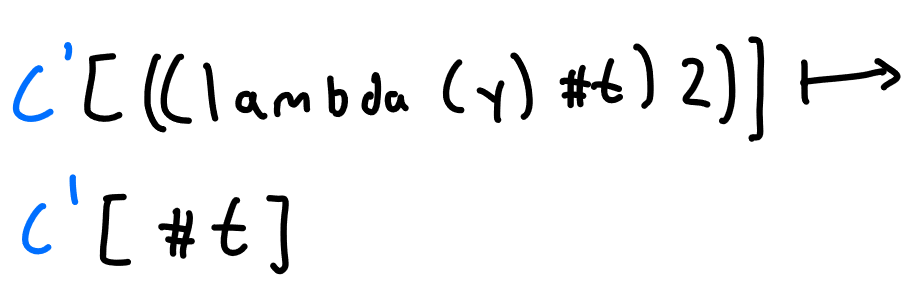 C'[((lambda (y) #t) 2)] ↦
C'[ #t ]